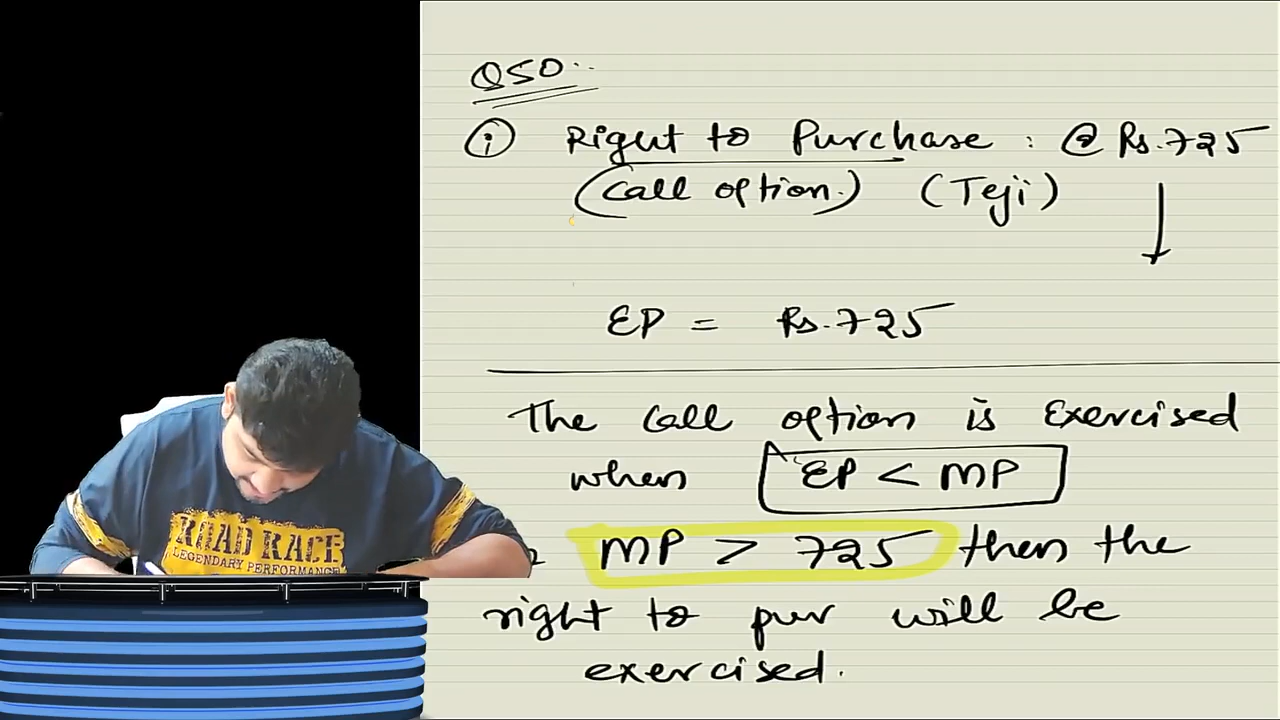 Q50..
(i) Right to Purchase : @ Rs.725
(Call option.) (Teji)
EP = Rs.725
The Call option is Exercised
when EP < MP
MP > 725 then the
right to pur will be
exercised.
ROAD RACE
LEGENDARY PERFORMANCE